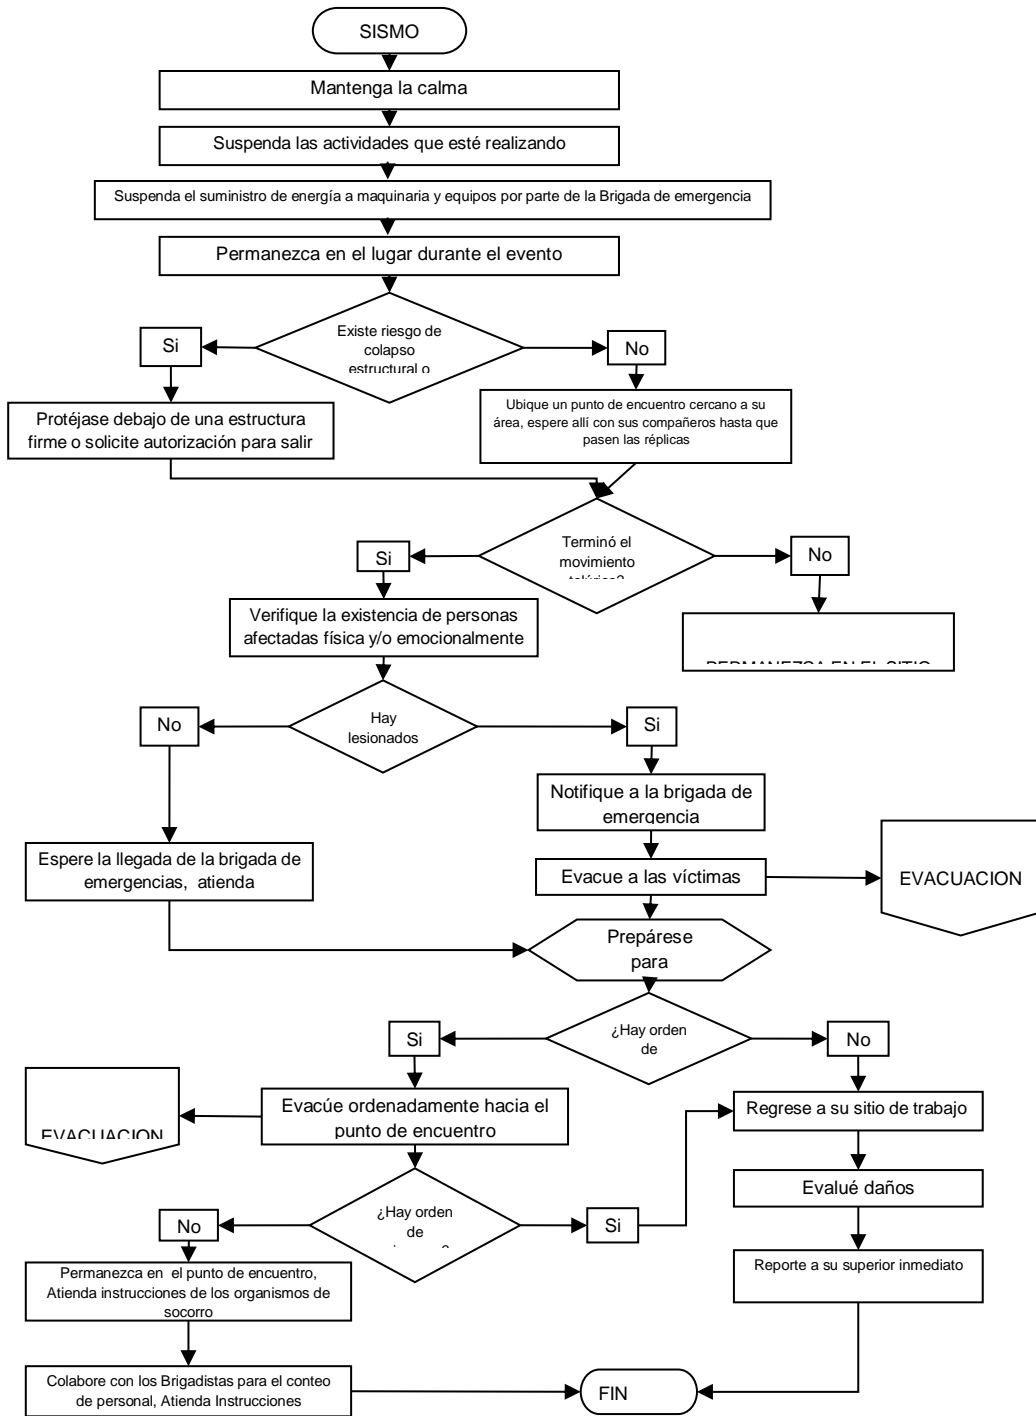 SISMO
Mantenga la calma
Suspenda las actividades que esté realizando
Suspenda el suministro de energía a maquinaria y equipos por parte de la Brigada de emergencia
Permanezca en el lugar durante el evento
Existe riesgo de
colapso
estructural o
Si
No
Protéjase debajo de una estructura
firme o solicite autorización para salir
Ubique un punto de encuentro cercano a su
área, espere allí con sus compañeros hasta que
pasen las réplicas
Terminó el
movimiento
telúrico?
Si
No
Verifique la existencia de personas
afectadas física y/o emocionalmente
PERMANEZCA EN EL SITIO
Hay
lesionados
No
Si
Notifique a la brigada de
emergencia
Espere la llegada de la brigada de
emergencias, atienda
Evacue a las víctimas
EVACUACION
Prepárese
para
¿Hay orden
de
Si
No
EVACUACION
Evacúe ordenadamente hacia el
punto de encuentro
Regrese a su sitio de trabajo
Evalué daños
¿Hay orden
de
No
Si
Permanezca en el punto de encuentro,
Atienda instrucciones de los organismos de
socorro
Reporte a su superior inmediato
Colabore con los Brigadistas para el conteo
de personal, Atienda Instrucciones
FIN